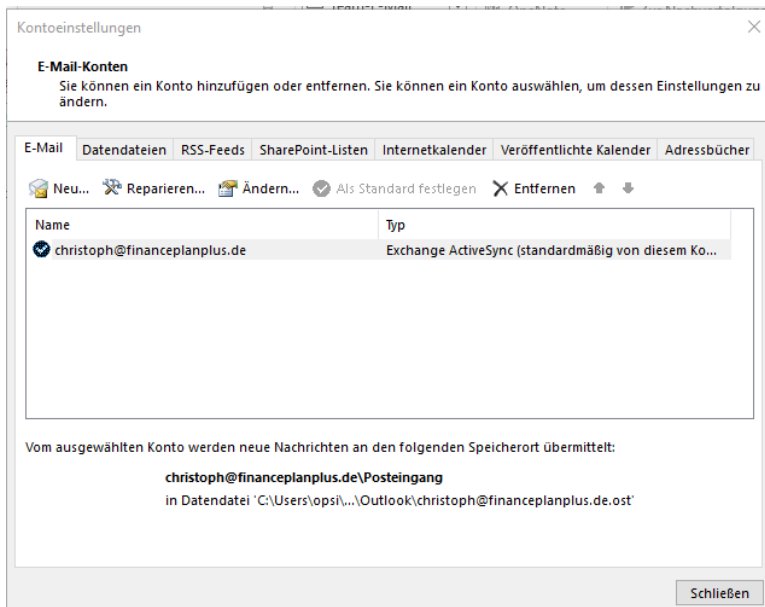 Kontoeinstellungen
E-Mail-Konten
Sie können ein Konto hinzufügen oder entfernen. Sie können ein Konto auswählen, um dessen Einstellungen zu
ändern.
E-Mail Datendateien RSS-Feeds SharePoint-Listen Internetkalender Veröffentlichte Kalender Adressbücher
Neu... Reparieren... Ändern... Als Standard festlegen Entfernen
Name Typ
christoph@financeplanplus.de Exchange ActiveSync (standardmäßig von diesem Ko...
Vom ausgewählten Konto werden neue Nachrichten an den folgenden Speicherort übermittelt:
christoph@financeplanplus.de\Posteingang
in Datendatei 'C:\Users\opsi\...\Outlook\christoph@financeplanplus.de.ost'
Schließen